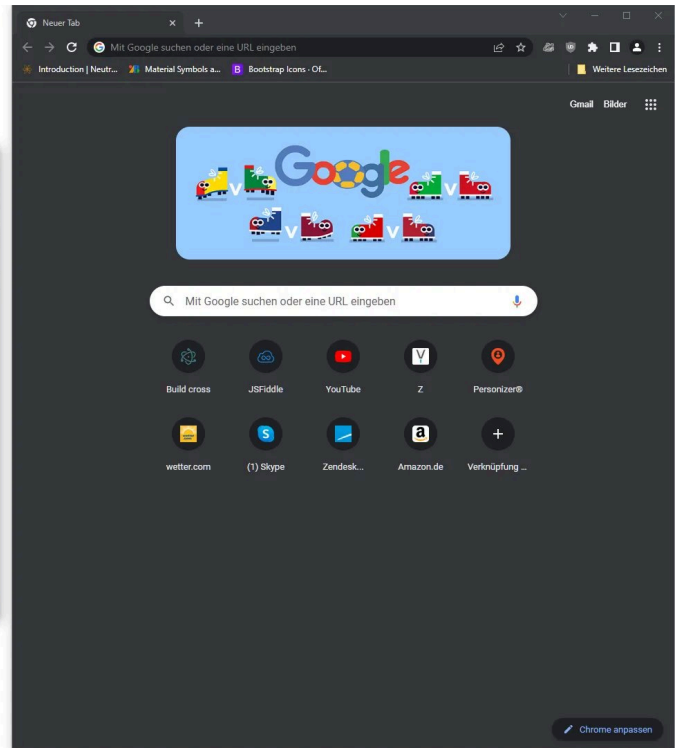 Neuer Tab
Mit Google suchen oder eine URL eingeben
Introduction | Neutr... Material Symbols a... B Bootstrap Icons · Of... Weitere Lesezeichen
Gmail Bilder
Google
v v
v v
Mit Google suchen oder eine URL eingeben
Build cross JSFiddle YouTube Z Personizer®
wetter.com (1) Skype Zendesk... Amazon.de Verknüpfung ...
Chrome anpassen